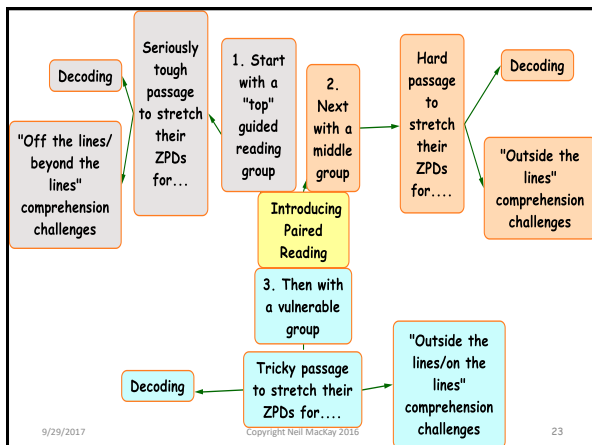 Seriously
tough
passage
to stretch
their
ZPDs
for...
Decoding
"Off the lines/
beyond the
lines"
comprehension
challenges
1. Start
with a
"top"
guided
reading
group
2.
Next
with a
middle
group
Hard
passage
to
stretch
their
ZPDs
for....
Decoding
"Outside
the lines"
comprehension
challenges
Introducing
Paired
Reading
3. Then with
a vulnerable
group
Tricky passage
to stretch their
ZPDs for....
Decoding
"Outside the
lines/on the
lines"
comprehension
challenges
9/29/2017
Copyright Neil MacKay 2016
23